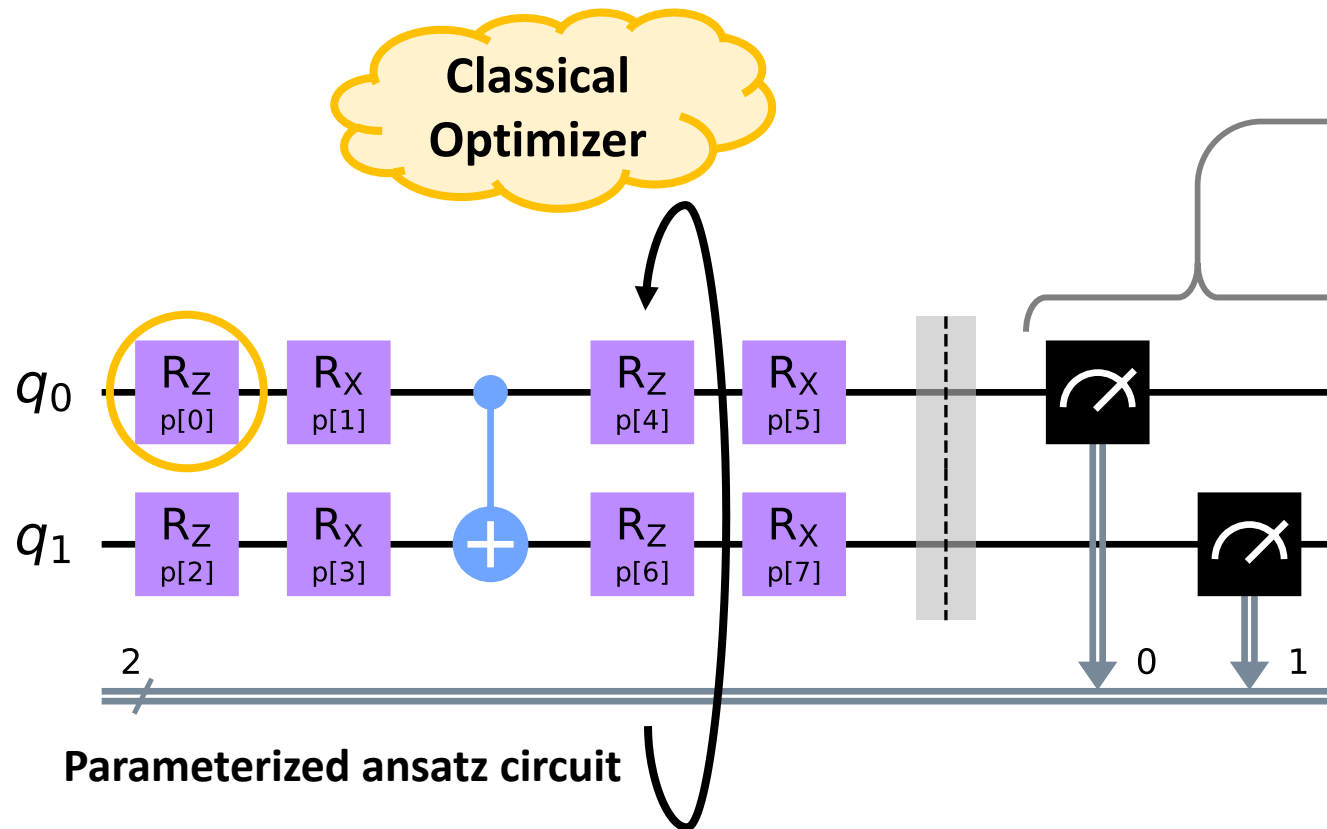 Classical
Optimizer
q0
RZ
p[0]
RX
p[1]
RZ
p[4]
RX
p[5]
q1
RZ
p[2]
RX
p[3]
RZ
p[6]
RX
p[7]
2
0
1
Parameterized ansatz circuit